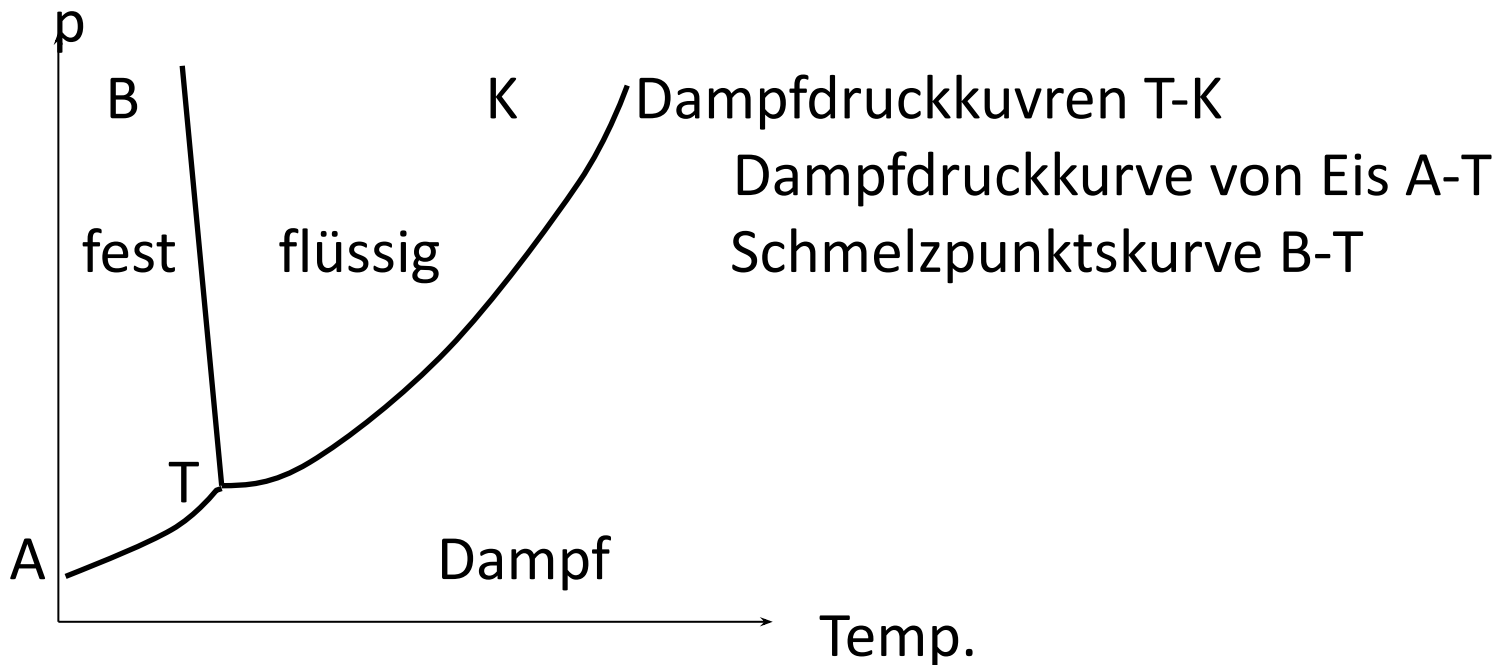 p
B K Dampfdruckkuvren T-K
Dampfdruckkurve von Eis A-T
fest flüssig Schmelzpunktskurve B-T
T
A Dampf
Temp.